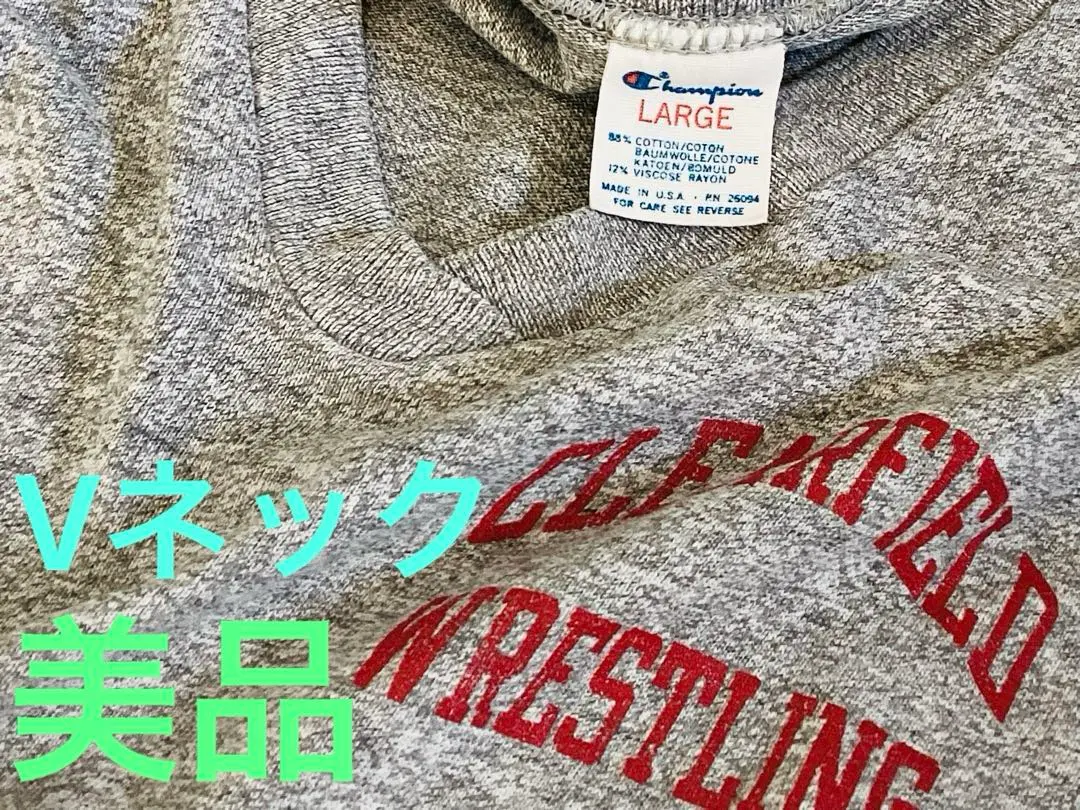 Champion
LARGE
88% COTTON/COTON
BAUMWOLLE/COTONE
KATOEN/BOMULD
12% VISCOSE RAYON
MADE IN U.S.A. · RN 26094
FOR CARE SEE REVERSE
CLEARFIELD
WRESTLING
Vネック
美品